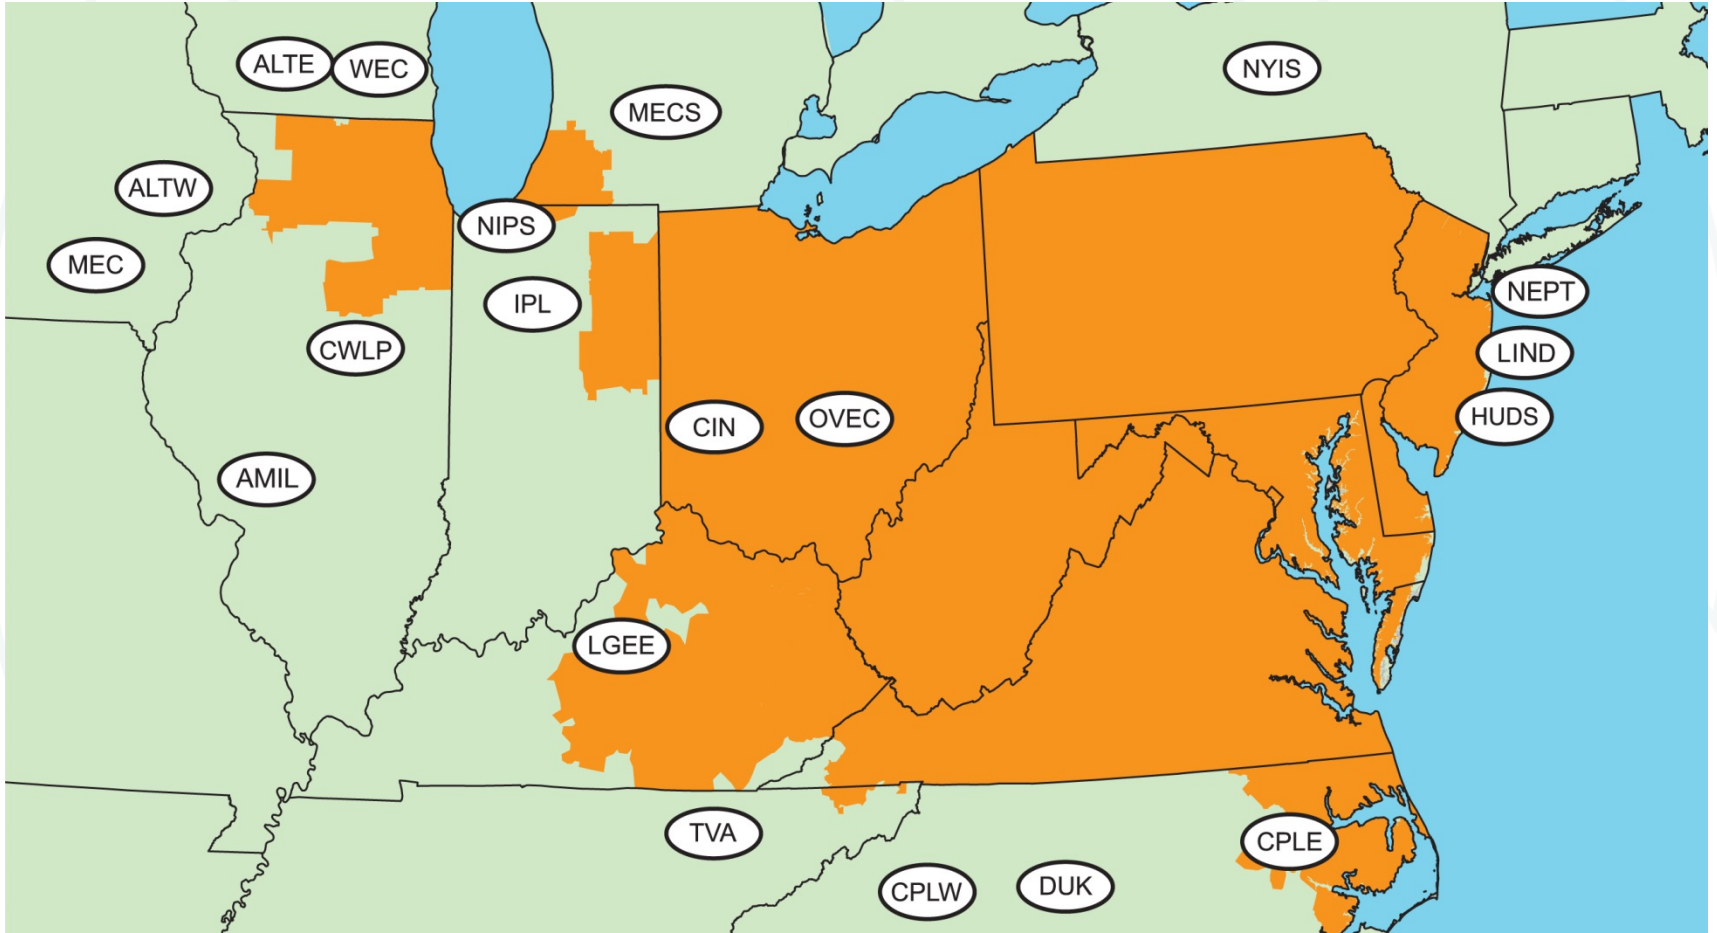 ALTE
WEC
NYIS
MECS
ALTW
NIPS
MEC
IPL
NEPT
CWLP
LIND
CIN
OVEC
HUDS
AMIL
LGEE
TVA
CPLE
CPLW
DUK